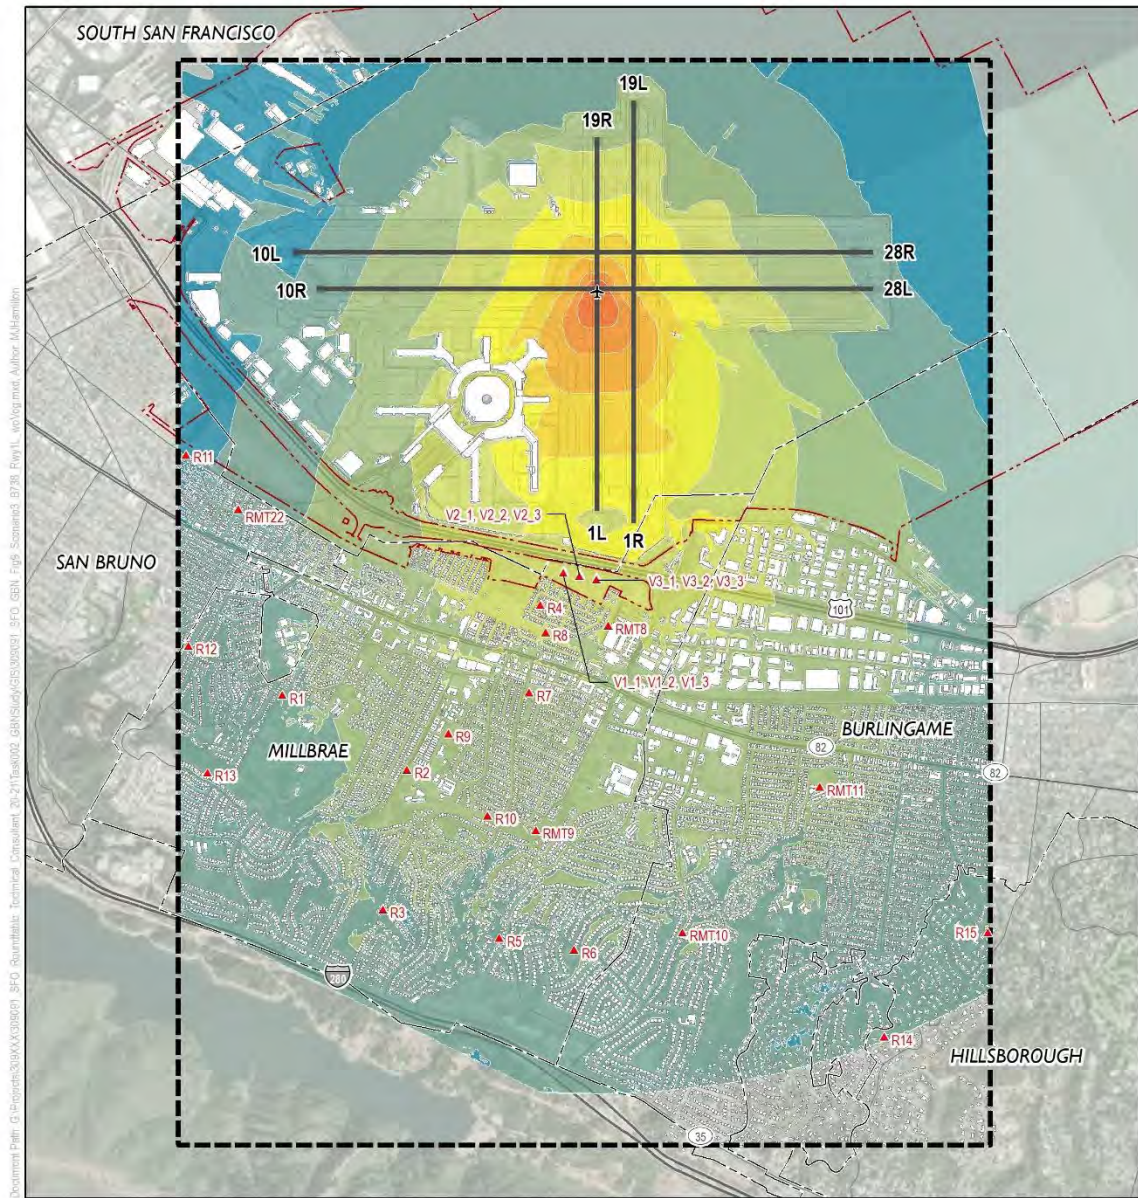 SOUTH SAN FRANCISCO
19L
19R
10L
28R
10R
28L
R11
V2_1, V2_2, V2_3
1L
1R
RMT22
SAN BRUNO
V3_1, V3_2, V3_3
R4
101
R8
RMT8
R12
V1_1, V1_2, V1_3
R1
R7
BURLINGAME
R9
MILLBRAE
82
R2
82
R13
RMT11
R10
RMT9
R3
RMT10
R15
R5
R6
280
R14
HILLSBOROUGH
35